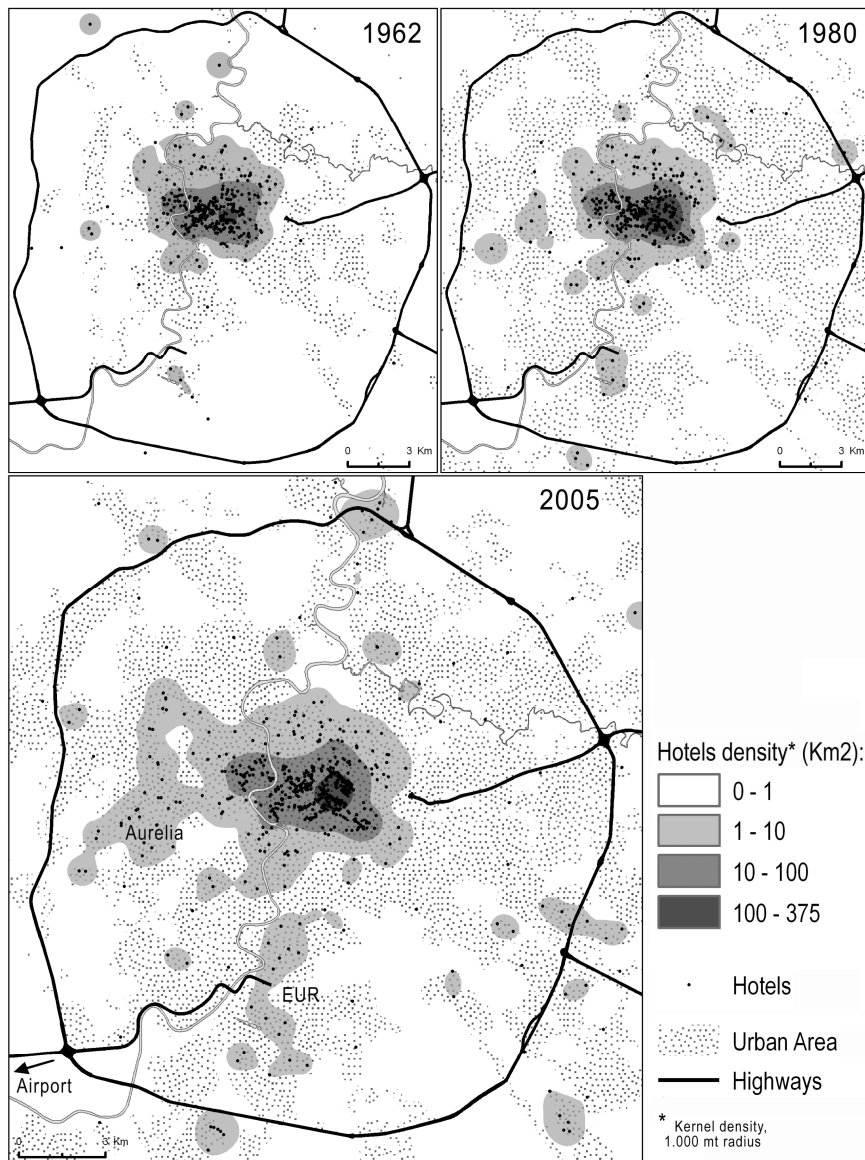 1962
0 3 Km
1980
0 3 Km
2005
Aurelia
EUR
Airport
0 3 Km
Hotels density* (Km2):
0 - 1
1 - 10
10 - 100
100 - 375
Hotels
Urban Area
Highways
* Kernel density,
1.000 mt radius